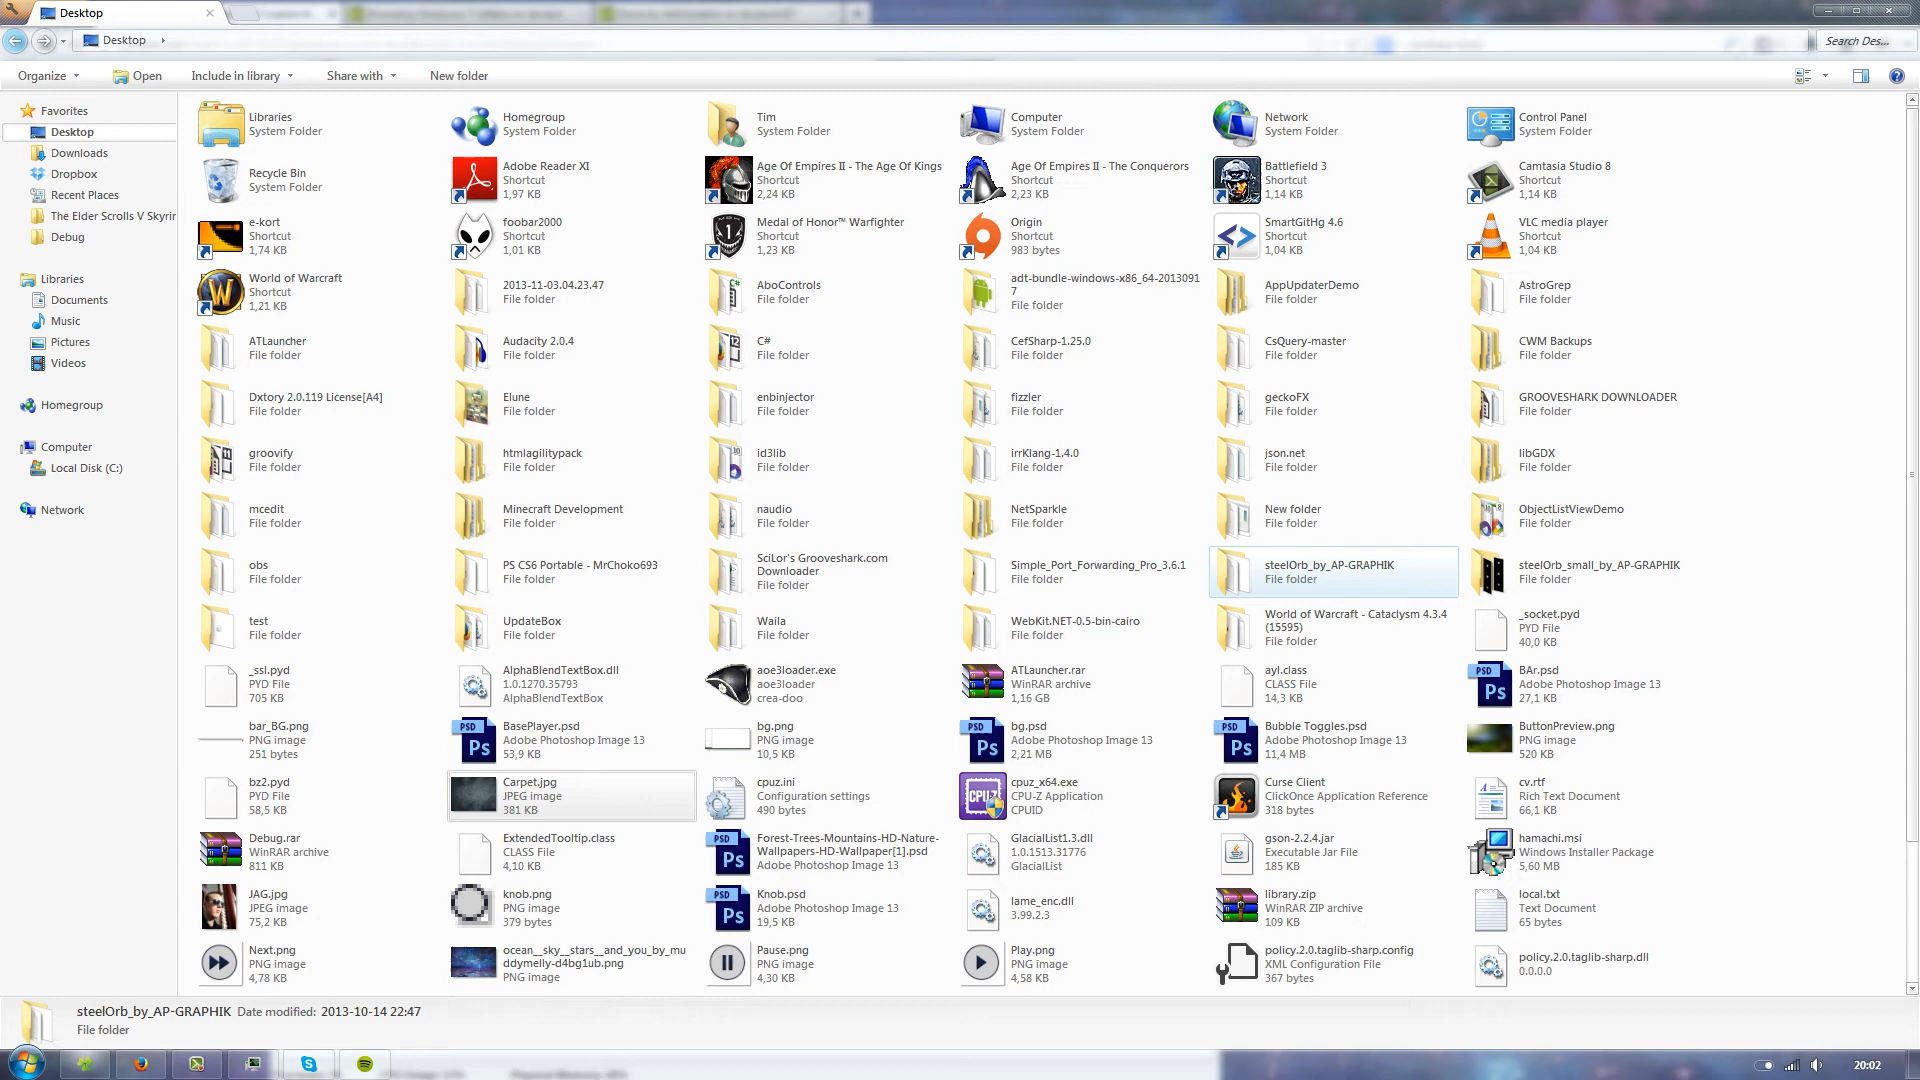 Desktop
Desktop
Search Des...
Organize Open Include in library Share with New folder
Favorites
Desktop
Downloads
Dropbox
Recent Places
The Elder Scrolls V Skyrir
Debug
Libraries
Documents
Music
Pictures
Videos
Homegroup
Computer
Local Disk (C:)
Network
Libraries
System Folder
Homegroup
System Folder
Tim
System Folder
Computer
System Folder
Network
System Folder
Control Panel
System Folder
Recycle Bin
System Folder
Adobe Reader XI
Shortcut
1,97 KB
Age Of Empires II - The Age Of Kings
Shortcut
2,24 KB
Age Of Empires II - The Conquerors
Shortcut
2,23 KB
Battlefield 3
Shortcut
1,14 KB
Camtasia Studio 8
Shortcut
1,14 KB
e-kort
Shortcut
1,74 KB
foobar2000
Shortcut
1,01 KB
Medal of Honor™ Warfighter
Shortcut
1,23 KB
Origin
Shortcut
983 bytes
SmartGitHg 4.6
Shortcut
1,04 KB
VLC media player
Shortcut
1,04 KB
World of Warcraft
Shortcut
1,21 KB
2013-11-03.04.23.47
File folder
AboControls
File folder
adt-bundle-windows-x86_64-2013091
7
File folder
AppUpdaterDemo
File folder
AstroGrep
File folder
ATLauncher
File folder
Audacity 2.0.4
File folder
C#
File folder
CefSharp-1.25.0
File folder
CsQuery-master
File folder
CWM Backups
File folder
Dxtory 2.0.119 License[A4]
File folder
Elune
File folder
enbinjector
File folder
fizzler
File folder
geckoFX
File folder
GROOVESHARK DOWNLOADER
File folder
groovify
File folder
htmlagilitypack
File folder
id3lib
File folder
irrKlang-1.4.0
File folder
json.net
File folder
libGDX
File folder
mcedit
File folder
Minecraft Development
File folder
naudio
File folder
NetSparkle
File folder
New folder
File folder
ObjectListViewDemo
File folder
obs
File folder
PS CS6 Portable - MrChoko693
File folder
SciLor's Grooveshark.com
Downloader
File folder
Simple_Port_Forwarding_Pro_3.6.1
File folder
steelOrb_by_AP-GRAPHIK
File folder
steelOrb_small_by_AP-GRAPHIK
File folder
test
File folder
UpdateBox
File folder
Waila
File folder
WebKit.NET-0.5-bin-cairo
File folder
World of Warcraft - Cataclysm 4.3.4
(15595)
File folder
_socket.pyd
PYD File
40,0 KB
_ssl.pyd
PYD File
705 KB
AlphaBlendTextBox.dll
1.0.1270.35793
AlphaBlendTextBox
aoe3loader.exe
aoe3loader
crea-doo
ATLauncher.rar
WinRAR archive
1,16 GB
ayl.class
CLASS File
14,3 KB
BAr.psd
Adobe Photoshop Image 13
27,1 KB
bar_BG.png
PNG image
251 bytes
BasePlayer.psd
Adobe Photoshop Image 13
53,9 KB
bg.png
PNG image
10,5 KB
bg.psd
Adobe Photoshop Image 13
2,21 MB
Bubble Toggles.psd
Adobe Photoshop Image 13
11,4 MB
ButtonPreview.png
PNG image
520 KB
bz2.pyd
PYD File
58,5 KB
Carpet.jpg
JPEG image
381 KB
cpuz.ini
Configuration settings
490 bytes
cpuz_x64.exe
CPU-Z Application
CPUID
Curse Client
ClickOnce Application Reference
318 bytes
cv.rtf
Rich Text Document
66,1 KB
Debug.rar
WinRAR archive
811 KB
ExtendedTooltip.class
CLASS File
4,10 KB
Forest-Trees-Mountains-HD-Nature-
Wallpapers-HD-Wallpaper[1].psd
Adobe Photoshop Image 13
GlacialList1.3.dll
1.0.1513.31776
GlacialList
gson-2.2.4.jar
Executable Jar File
185 KB
hamachi.msi
Windows Installer Package
5,60 MB
JAG.jpg
JPEG image
75,2 KB
knob.png
PNG image
379 bytes
Knob.psd
Adobe Photoshop Image 13
19,5 KB
lame_enc.dll
3.99.2.3
library.zip
WinRAR ZIP archive
109 KB
local.txt
Text Document
65 bytes
Next.png
PNG image
4,78 KB
ocean__sky__stars__and_you_by_mu
ddymelly-d4bg1ub.png
PNG image
Pause.png
PNG image
4,30 KB
Play.png
PNG image
4,58 KB
policy.2.0.taglib-sharp.config
XML Configuration File
367 bytes
policy.2.0.taglib-sharp.dll
0.0.0.0
steelOrb_by_AP-GRAPHIK Date modified: 2013-10-14 22:47
File folder
20:02